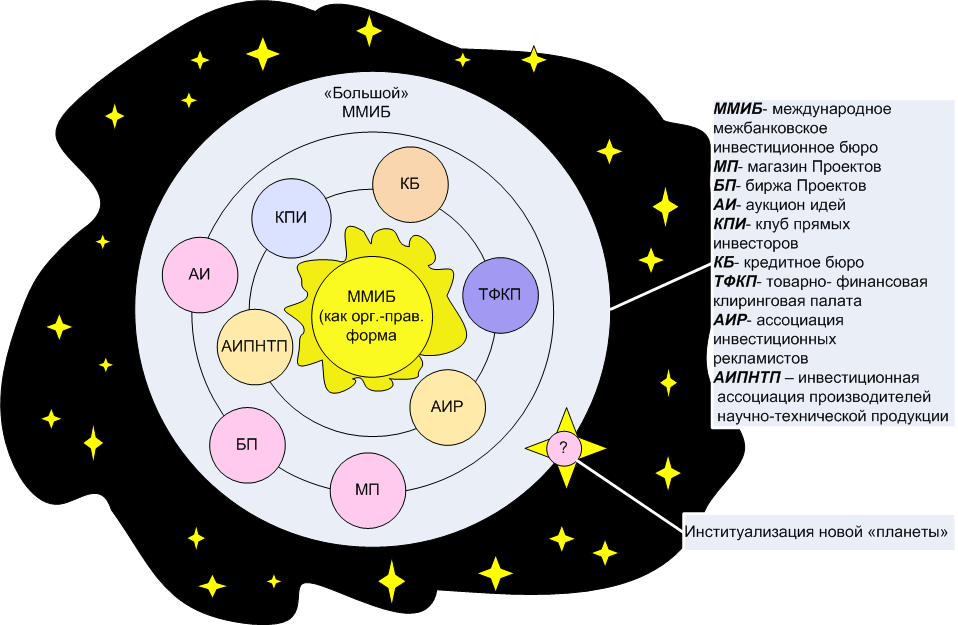 «Большой»
ММИБ
КБ
КПИ
АИ
ТФКП
ММИБ
(как орг.-прав.
форма
АИПНТП
АИР
БП
МП
?
ММИБ- международное
межбанковское
инвестиционное бюро
МП- магазин Проектов
БП- биржа Проектов
АИ- аукцион идей
КПИ- клуб прямых
инвесторов
КБ- кредитное бюро
ТФКП- товарно- финансовая
клиринговая палата
АИР- ассоциация
инвестиционных
рекламистов
АИПНТП – инвестиционная
ассоциация производителей
научно-технической продукции
Институализация новой «планеты»